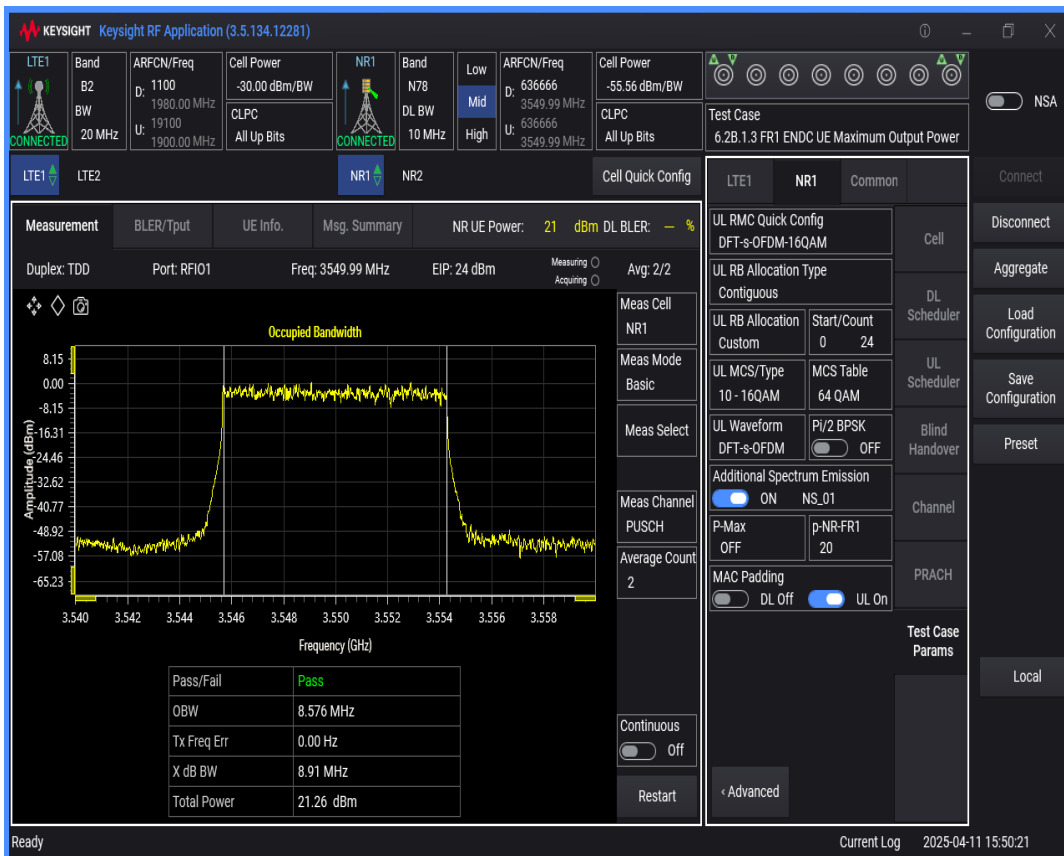 KEYSIGHT Keysight RF Application (3.5.134.12281)
LTE1
CONNECTED
Band
B2
BW
20 MHz
ARFCN/Freq
D: 1100
1980.00 MHz
U: 19100
1900.00 MHz
Cell Power
-30.00 dBm/BW
CLPC
All Up Bits
NR1
CONNECTED
Band
N78
DL BW
10 MHz
Low
Mid
High
ARFCN/Freq
D: 636666
3549.99 MHz
U: 636666
3549.99 MHz
Cell Power
-55.56 dBm/BW
CLPC
All Up Bits
Test Case
6.2B.1.3 FR1 ENDC UE Maximum Output Power
NSA
LTE1 LTE2 NR1 NR2 Cell Quick Config
LTE1 NR1 Common
Connect
Disconnect
Aggregate
Load
Configuration
Save
Configuration
Preset
Local
Measurement BLER/Tput UE Info. Msg. Summary NR UE Power: 21 dBm DL BLER: — %
Duplex: TDD Port: RFIO1 Freq: 3549.99 MHz EIP: 24 dBm Measuring Acquiring Avg: 2/2
Occupied Bandwidth
Amplitude (dBm)
8.15
0.00
-8.15
-16.31
-24.46
-32.62
-40.77
-48.92
-57.08
-65.23
3.540 3.542 3.544 3.546 3.548 3.550 3.552 3.554 3.556 3.558
Frequency (GHz)
Pass/Fail Pass
OBW 8.576 MHz
Tx Freq Err 0.00 Hz
X dB BW 8.91 MHz
Total Power 21.26 dBm
Meas Cell
NR1
Meas Mode
Basic
Meas Select
Meas Channel
PUSCH
Average Count
2
Continuous
Off
Restart
UL RMC Quick Config
DFT-s-OFDM-16QAM
UL RB Allocation Type
Contiguous
UL RB Allocation
Custom
Start/Count
0 24
UL MCS/Type
10 - 16QAM
MCS Table
64 QAM
UL Waveform
DFT-s-OFDM
Pi/2 BPSK
OFF
Additional Spectrum Emission
ON NS_01
P-Max
OFF
p-NR-FR1
20
MAC Padding
DL Off UL On
‹ Advanced
Cell
DL
Scheduler
UL
Scheduler
Blind
Handover
Channel
PRACH
Test Case
Params
Ready Current Log 2025-04-11 15:50:21